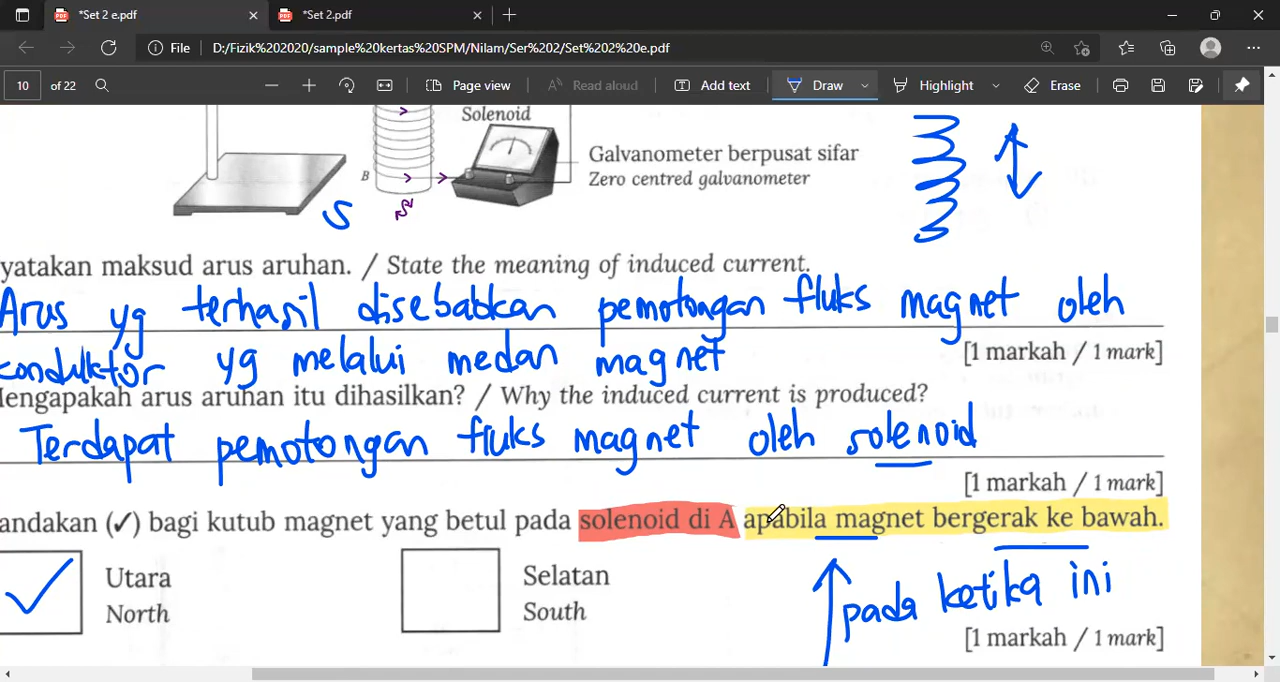 *Set 2 e.pdf
*Set 2.pdf
File
D:/Fizik%202020/sample%20kertas%20SPM/Nilam/Ser%202/Set%202%20e.pdf
10 of 22
Page view
Read aloud
Add text
Draw
Highlight
Erase
Solenoid
Galvanometer berpusat sifar
Zero centred galvanometer
B
S
yatakan maksud arus aruhan. / State the meaning of induced current.
Arus yg terhasil disebabkan pemotongan fluks magnet oleh
konduktor yg melalui medan magnet
[1 markah / 1 mark]
engapakah arus aruhan itu dihasilkan? / Why the induced current is produced?
Terdapat pemotongan fluks magnet oleh solenoid
[1 markah / 1 mark]
andakan (✓) bagi kutub magnet yang betul pada solenoid di A apabila magnet bergerak ke bawah.
Utara
North
Selatan
South
pada ketika ini
[1 markah / 1 mark]